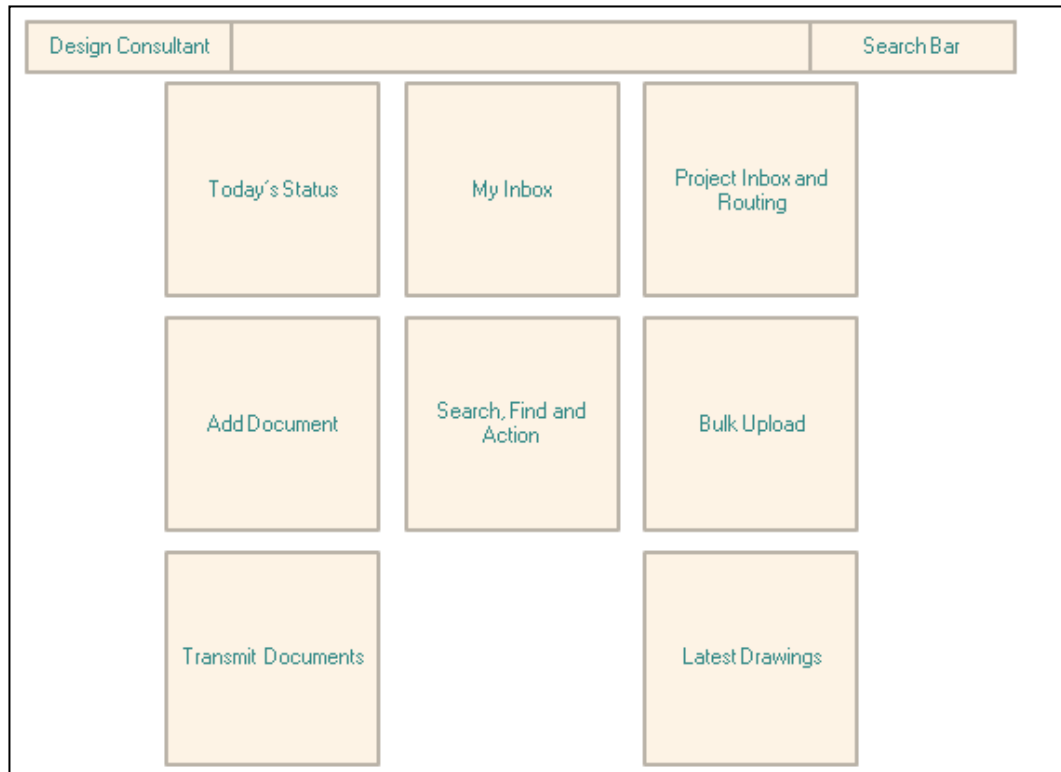 Design Consultant
Search Bar
Today´s Status
My Inbox
Project Inbox and
Routing
Add Document
Search, Find and
Action
Bulk Upload
Transmit Documents
Latest Drawings